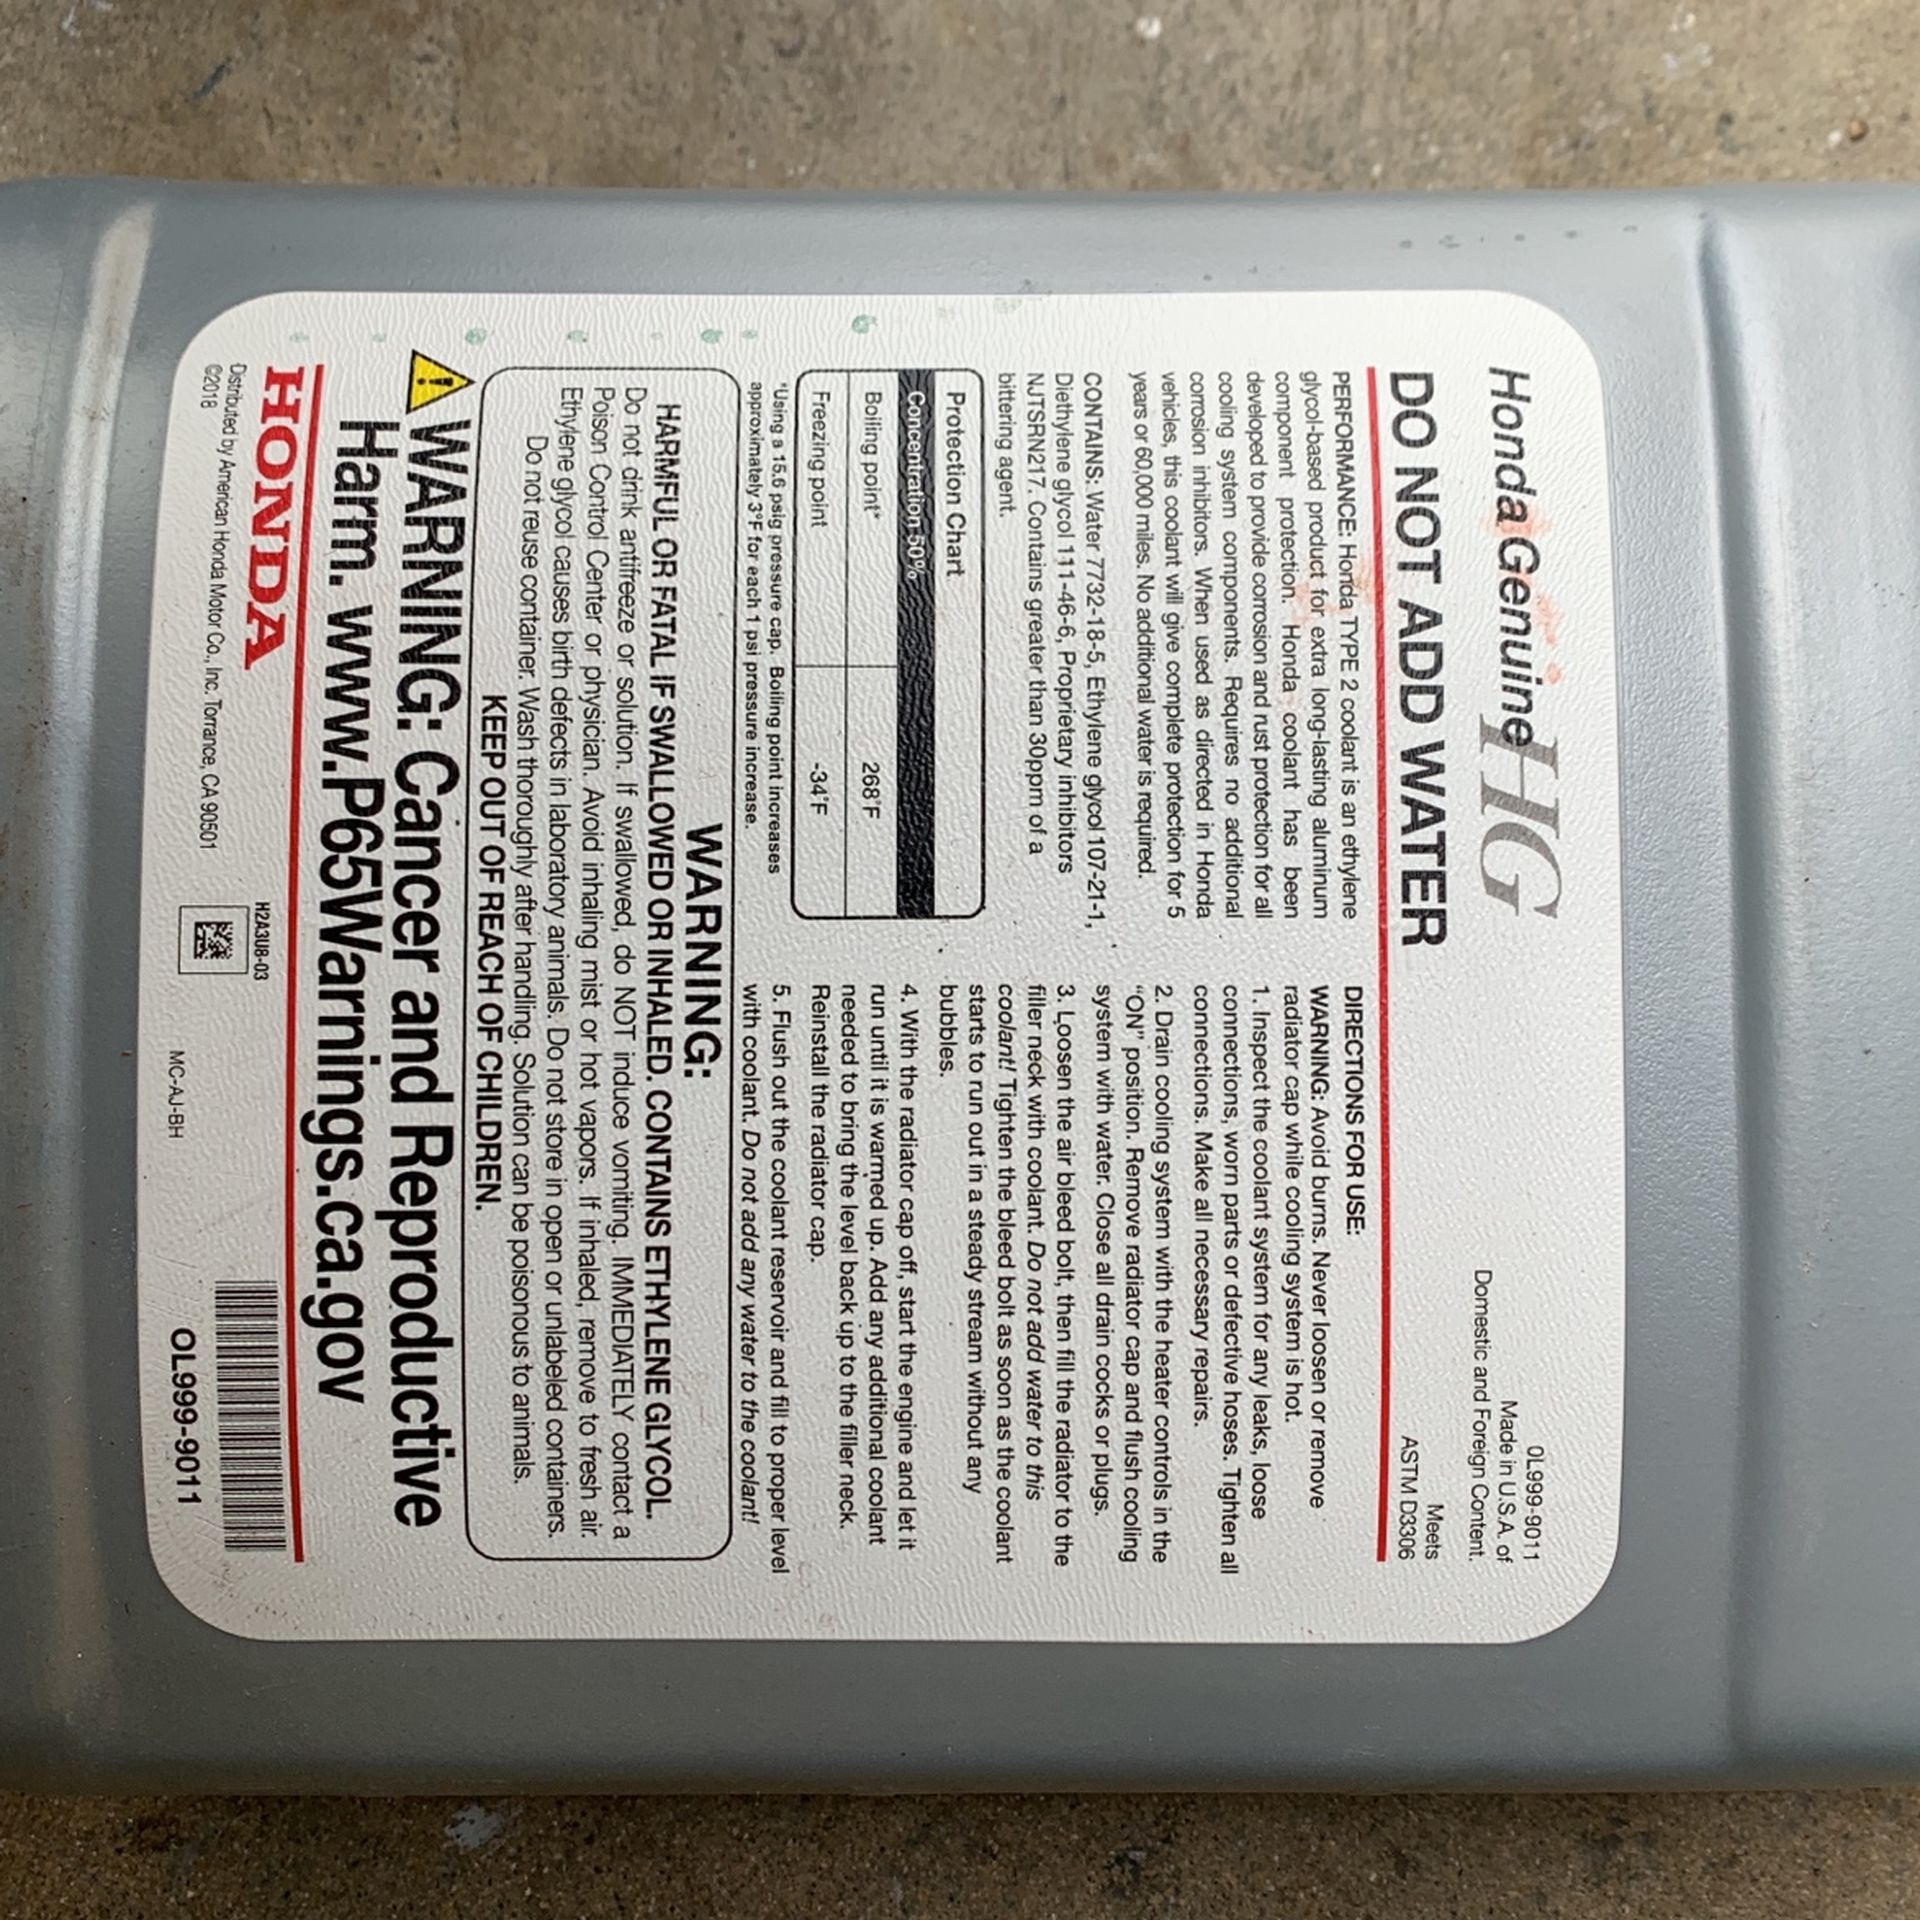 Honda Genuine HG
OL999-9011
Made in U.S.A. of
Domestic and Foreign Content.
DO NOT ADD WATER
Meets
ASTM D3306
PERFORMANCE: Honda TYPE 2 coolant is an ethylene
glycol-based product for extra long-lasting aluminum
component protection. Honda coolant has been
developed to provide corrosion and rust protection for all
cooling system components. Requires no additional
corrosion inhibitors. When used as directed in Honda
vehicles, this coolant will give complete protection for 5
years or 60,000 miles. No additional water is required.
CONTAINS: Water 7732-18-5, Ethylene glycol 107-21-1,
Diethylene glycol 111-46-6, Proprietary inhibitors
NJTSRN217. Contains greater than 30ppm of a
bittering agent.
Protection Chart
Concentration 50%
Boiling point* 268°F
Freezing point -34°F
*Using a 15.6 psig pressure cap. Boiling point increases
approximately 3°F for each 1 psi pressure increase.
DIRECTIONS FOR USE:
WARNING: Avoid burns. Never loosen or remove
radiator cap while cooling system is hot.
1. Inspect the coolant system for any leaks, loose
connections, worn parts or defective hoses. Tighten all
connections. Make all necessary repairs.
2. Drain cooling system with the heater controls in the
"ON" position. Remove radiator cap and flush cooling
system with water. Close all drain cocks or plugs.
3. Loosen the air bleed bolt, then fill the radiator to the
filler neck with coolant. Do not add water to this
coolant! Tighten the bleed bolt as soon as the coolant
starts to run out in a steady stream without any
bubbles.
4. With the radiator cap off, start the engine and let it
run until it is warmed up. Add any additional coolant
needed to bring the level back up to the filler neck.
Reinstall the radiator cap.
5. Flush out the coolant reservoir and fill to proper level
with coolant. Do not add any water to the coolant!
WARNING:
HARMFUL OR FATAL IF SWALLOWED OR INHALED. CONTAINS ETHYLENE GLYCOL.
Do not drink antifreeze or solution. If swallowed, do NOT induce vomiting. IMMEDIATELY contact a
Poison Control Center or physician. Avoid inhaling mist or hot vapors. If inhaled, remove to fresh air.
Ethylene glycol causes birth defects in laboratory animals. Do not store in open or unlabeled containers.
Do not reuse container. Wash thoroughly after handling. Solution can be poisonous to animals.
KEEP OUT OF REACH OF CHILDREN.
WARNING: Cancer and Reproductive
Harm. www.P65Warnings.ca.gov
HONDA
Distributed by American Honda Motor Co., Inc. Torrance, CA 90501
©2018
H2A3U8-03
MC-AJ-BH
OL999-9011